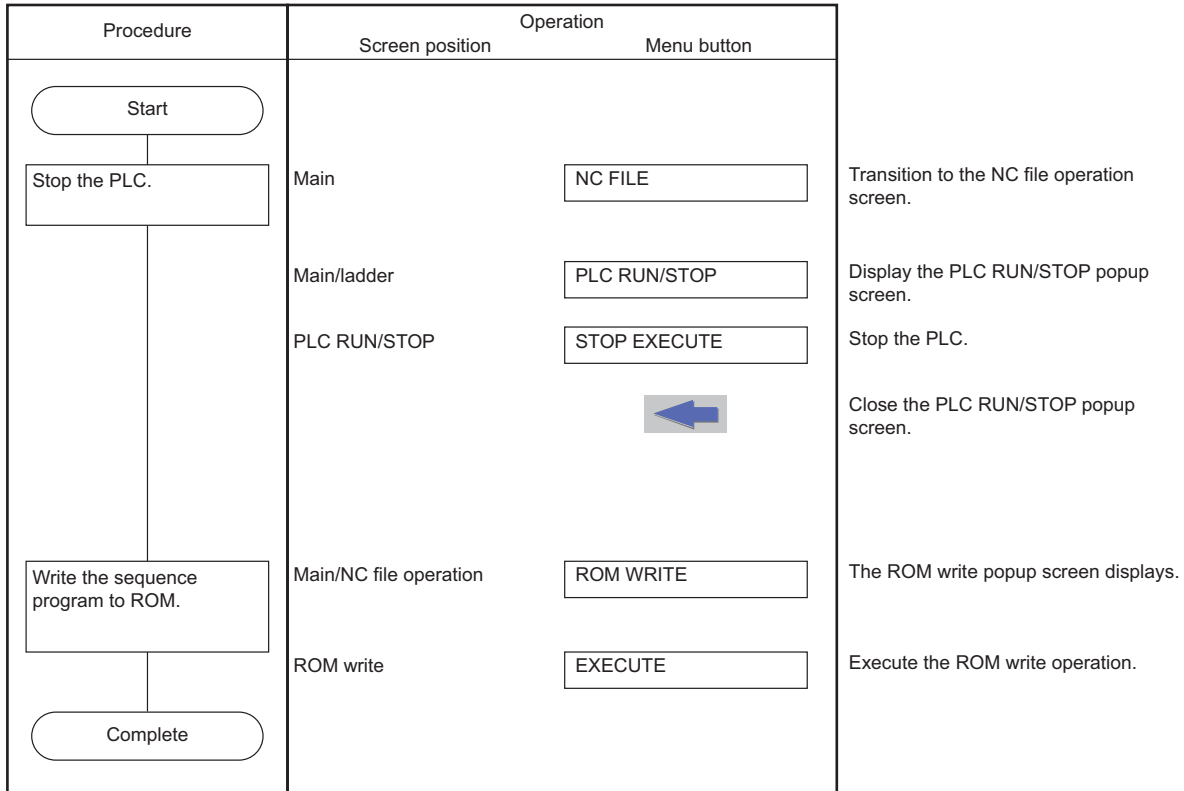 Procedure
Operation
Screen position
Menu button
Start
Stop the PLC.
Main
NC FILE
Transition to the NC file operation
screen.
Main/ladder
PLC RUN/STOP
Display the PLC RUN/STOP popup
screen.
PLC RUN/STOP
STOP EXECUTE
Stop the PLC.
Close the PLC RUN/STOP popup
screen.
Write the sequence
program to ROM.
Main/NC file operation
ROM WRITE
The ROM write popup screen displays.
ROM write
EXECUTE
Execute the ROM write operation.
Complete